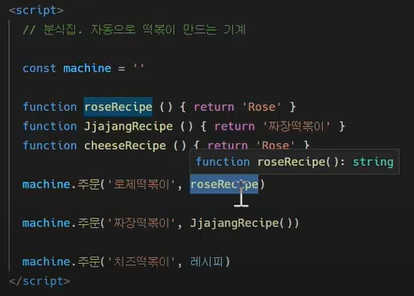 <script>
// 분식집. 자동으로 떡볶이 만드는 기계
const machine = ''
function roseRecipe () { return 'Rose' }
function JjajangRecipe () { return '짜장떡볶이' }
function cheeseRecipe () { return 'Rose' }
function roseRecipe(): string
machine.주문('로제떡볶이', roseRecipe)
machine.주문('짜장떡볶이', JjajangRecipe())
machine.주문('치즈떡볶이', 레시피)
</script>